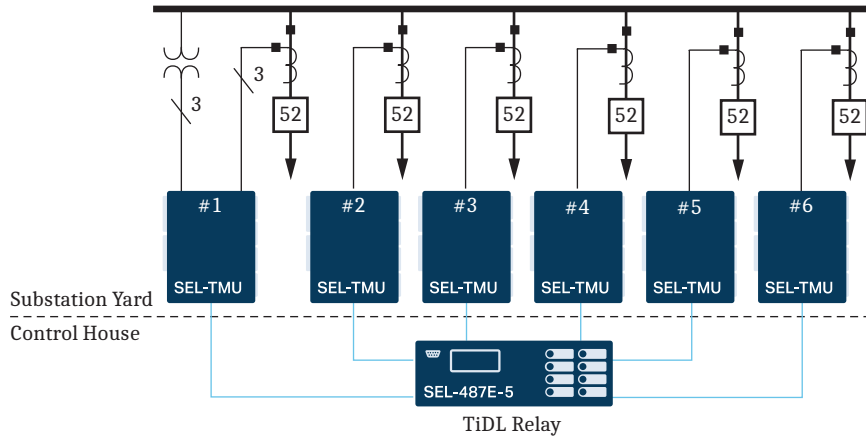 3
3
52
52
52
52
52
52
#1
#2
#3
#4
#5
#6
SEL-TMU
SEL-TMU
SEL-TMU
SEL-TMU
SEL-TMU
SEL-TMU
Substation Yard
Control House
SEL-487E-5
TiDL Relay